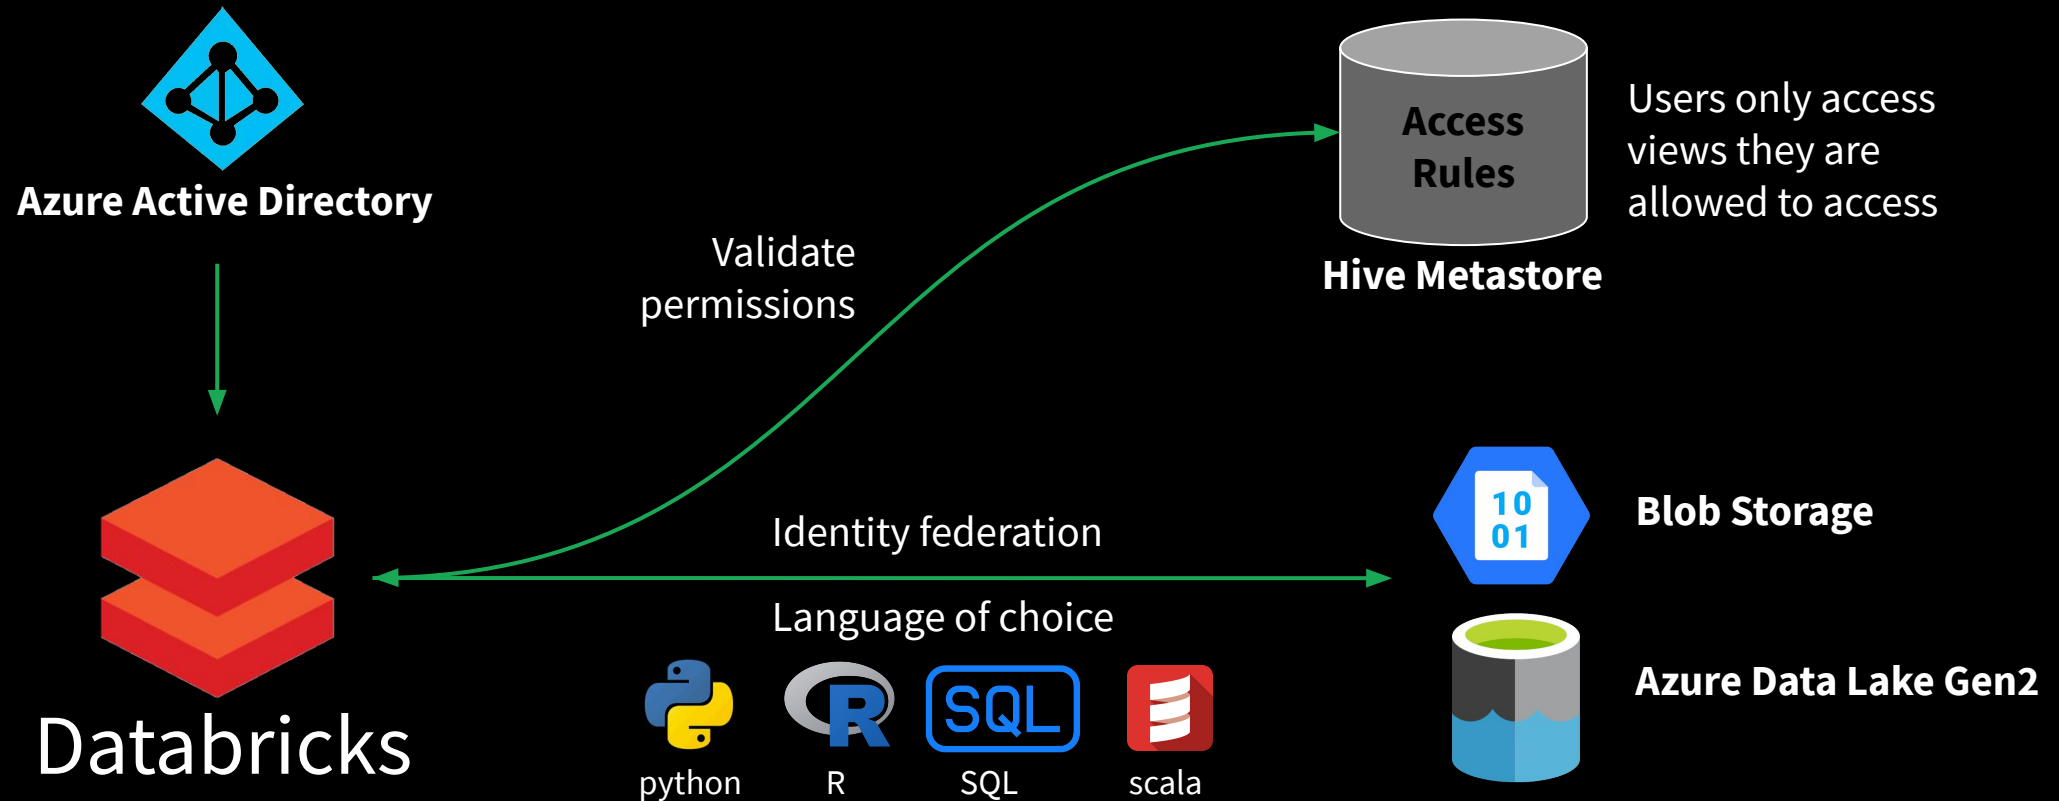 Azure Active Directory
Access
Rules
Users only access
views they are
allowed to access
Hive Metastore
Validate
permissions
Identity federation
Language of choice
10
01
Blob Storage
Azure Data Lake Gen2
Databricks
R
SQL
python
R
SQL
scala